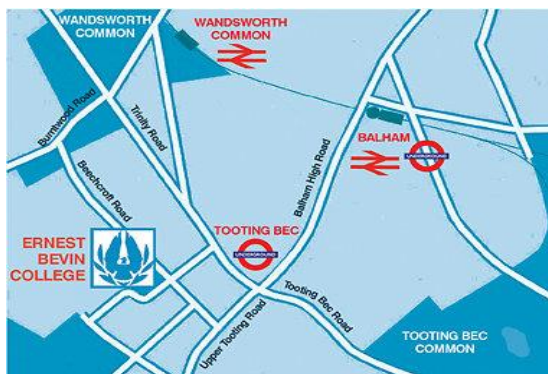 WANDSWORTH
COMMON
WANDSWORTH
COMMON
Burntwood Road
Trinity Road
Beechcroft Road
Balham High Road
BALHAM
UNDERGROUND
ERNEST
BEVIN
COLLEGE
TOOTING BEC
UNDERGROUND
Upper Tooting Road
Tooting Bec Road
TOOTING BEC
COMMON